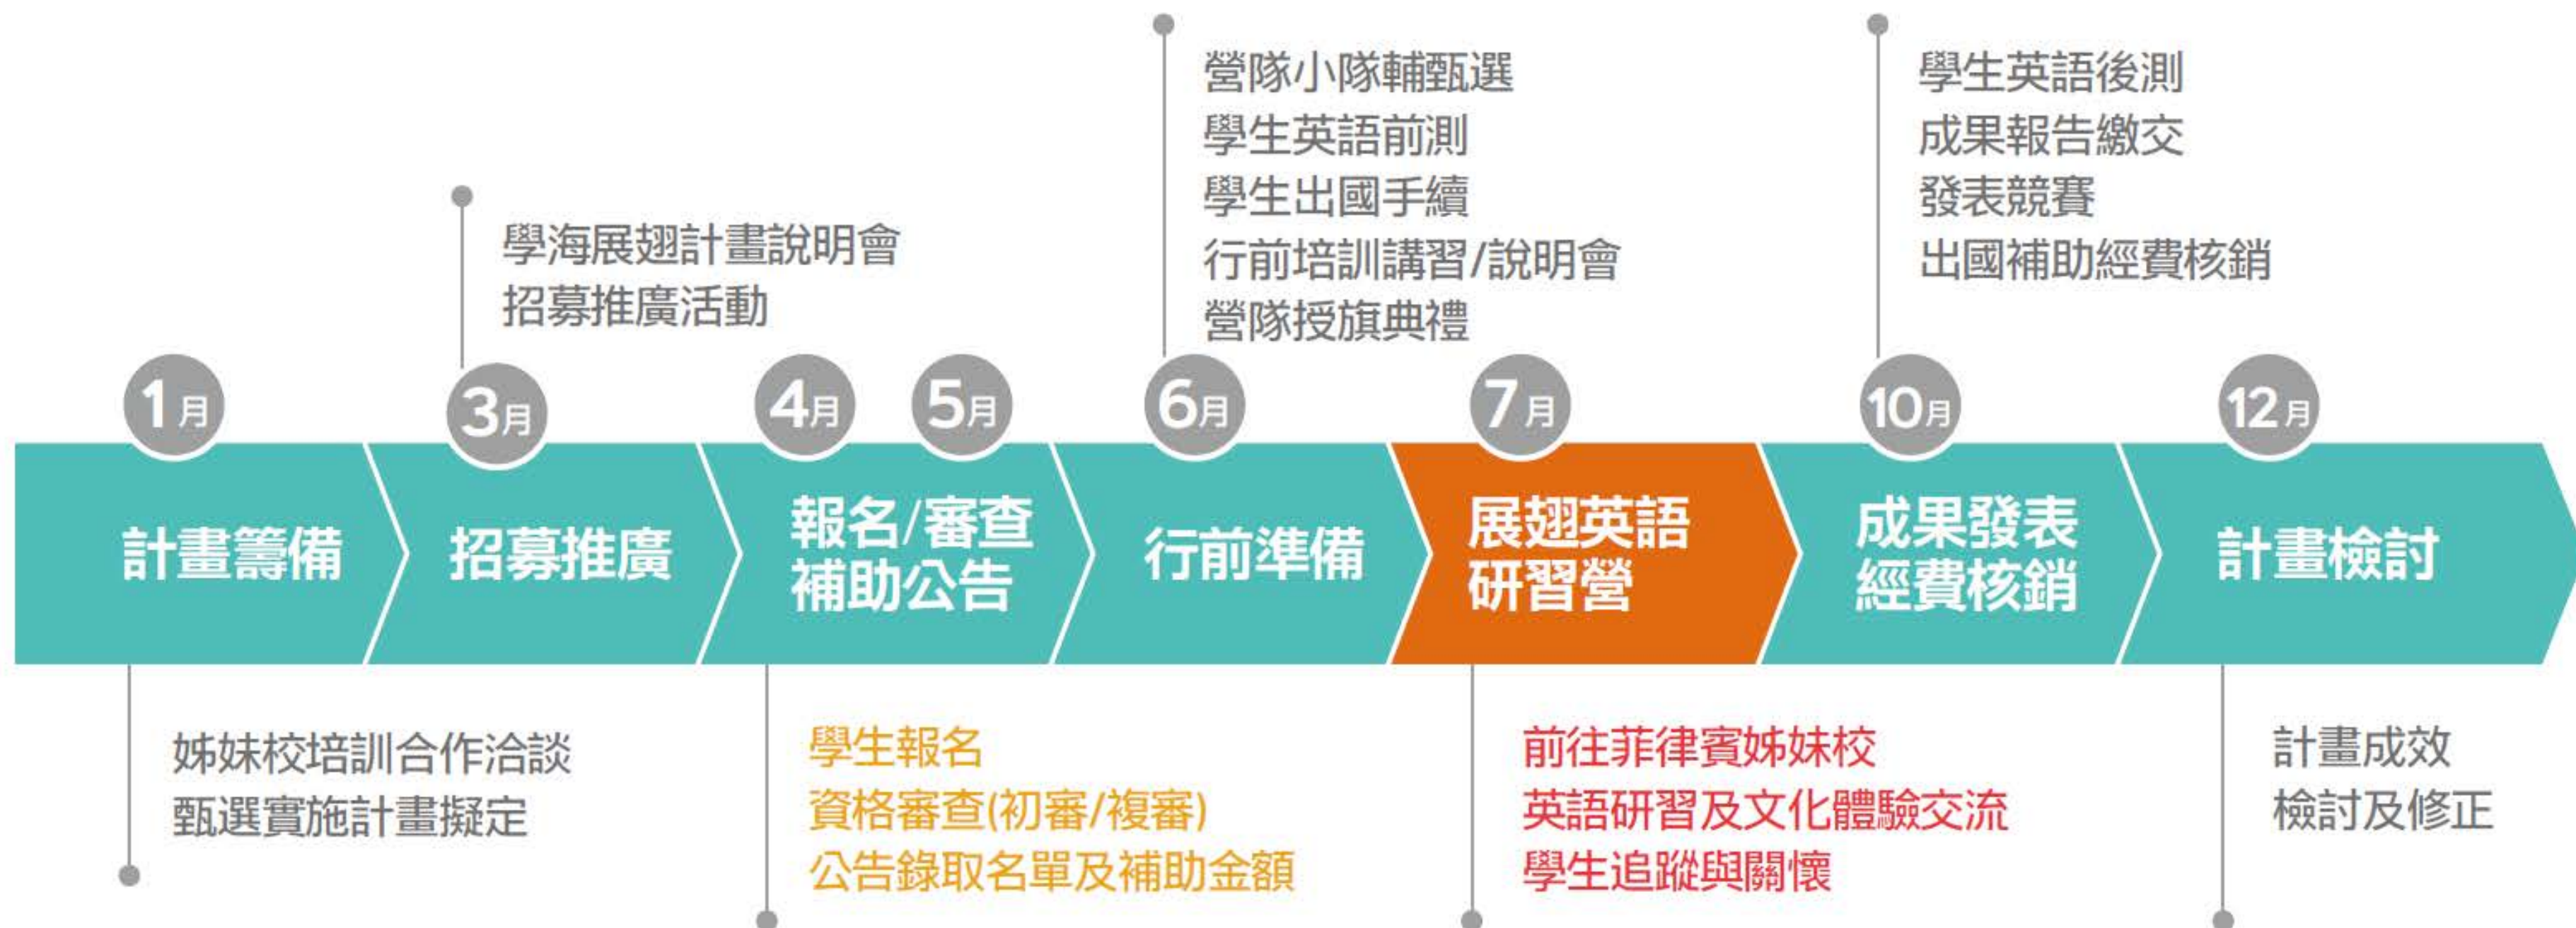 營隊小隊輔甄選
學生英語前測
學生出國手續
行前培訓講習/說明會
營隊授旗典禮
學生英語後測
成果報告繳交
發表競賽
出國補助經費核銷
學海展翅計畫說明會
招募推廣活動
1月
3月
4月
5月
6月
7月
10月
12月
計畫籌備
招募推廣
報名/審查
補助公告
行前準備
展翅英語
研習營
成果發表
經費核銷
計畫檢討
姊妹校培訓合作洽談
甄選實施計畫擬定
學生報名
資格審查(初審/複審)
公告錄取名單及補助金額
前往菲律賓姊妹校
英語研習及文化體驗交流
學生追蹤與關懷
計畫成效
檢討及修正